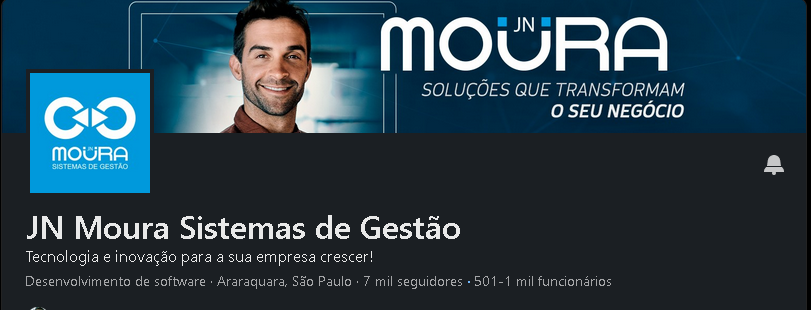 JN
MOURA
SOLUÇÕES QUE TRANSFORMAM
O SEU NEGÓCIO
JN
MOURA
SISTEMAS DE GESTÃO
JN Moura Sistemas de Gestão
Tecnologia e inovação para a sua empresa crescer!
Desenvolvimento de software · Araraquara, São Paulo · 7 mil seguidores · 501-1 mil funcionários